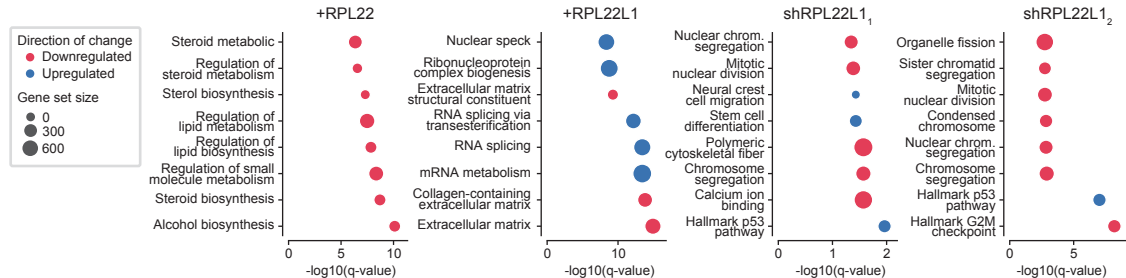 Direction of change
Downregulated
Upregulated
Gene set size
0
300
600
+RPL22
Steroid metabolic
Regulation of
steroid metabolism
Sterol biosynthesis
Regulation of
lipid metabolism
Regulation of
lipid biosynthesis
Regulation of small
molecule metabolism
Steroid biosynthesis
Alcohol biosynthesis
0 5 10
-log10(q-value)
+RPL22L1
Nuclear speck
Ribonucleoprotein
complex biogenesis
Extracellular matrix
structural constituent
RNA splicing via
transesterification
RNA splicing
mRNA metabolism
Collagen-containing
extracellular matrix
Extracellular matrix
0 10
-log10(q-value)
shRPL22L1₁
Nuclear chrom.
segregation
Mitotic
nuclear division
Neural crest
cell migration
Stem cell
differentiation
Polymeric
cytoskeletal fiber
Chromosome
segregation
Calcium ion
binding
Hallmark p53
pathway
0 1 2
-log10(q-value)
shRPL22L1₂
Organelle fission
Sister chromatid
segregation
Mitotic
nuclear division
Condensed
chromosome
Nuclear chrom.
segregation
Chromosome
segregation
Hallmark p53
pathway
Hallmark G2M
checkpoint
0 5
-log10(q-value)